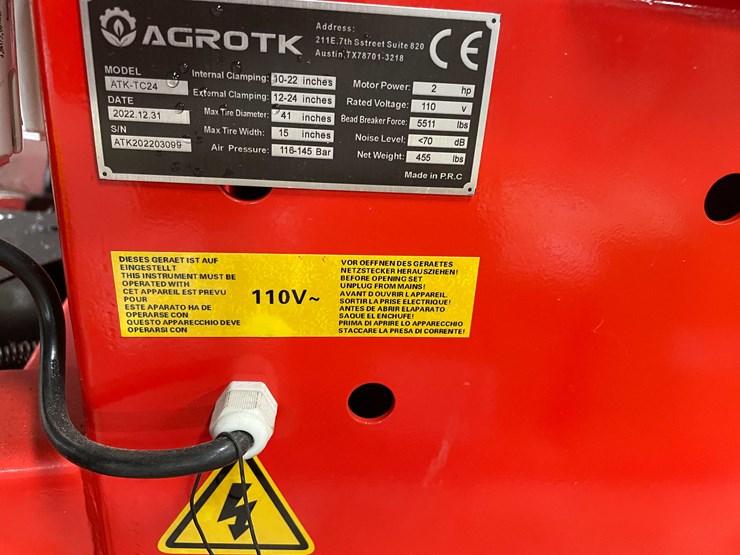 AGROTK
Address:
211E.7th Sstreet Suite 820
Austin TX78701-3218
CE
MODEL
ATK-TC24
DATE
2022.12.31
S/N
ATK202203099
Internal Clamping: 10-22 inches
External Clamping: 12-24 inches
Max Tire Diameter: 41 inches
Max Tire Width: 15 inches
Air Pressure: 116-145 Bar
Motor Power: 2 hp
Rated Voltage: 110 v
Bead Breaker Force: 5511 lbs
Noise Level: <70 dB
Net Weight: 455 lbs
Made in P.R.C
DIESES GERAET IST AUF
EINGESTELLT
THIS INSTRUMENT MUST BE
OPERATED WITH
CET APPAREIL EST PREVU
POUR
ESTE APARATO HA DE
OPERARSE CON
QUESTO APPARECCHIO DEVE
OPERARSI CON
110V~
VOR OEFFNEN DES GERAETES
NETZSTECKER HERAUSZIEHEN!
BEFORE OPENING SET
UNPLUG FROM MAINS!
AVANT D OUVRIR L APPAREIL
SORTIR LA PRISE ELECTRIQUE!
ANTES DE ABRIR ELAPARATO
SAQUE EL ENCHUFE!
PRIMA DI APRIRE LO APPARECCHIO
STACCARE LA PRESA DI CORRENTE!